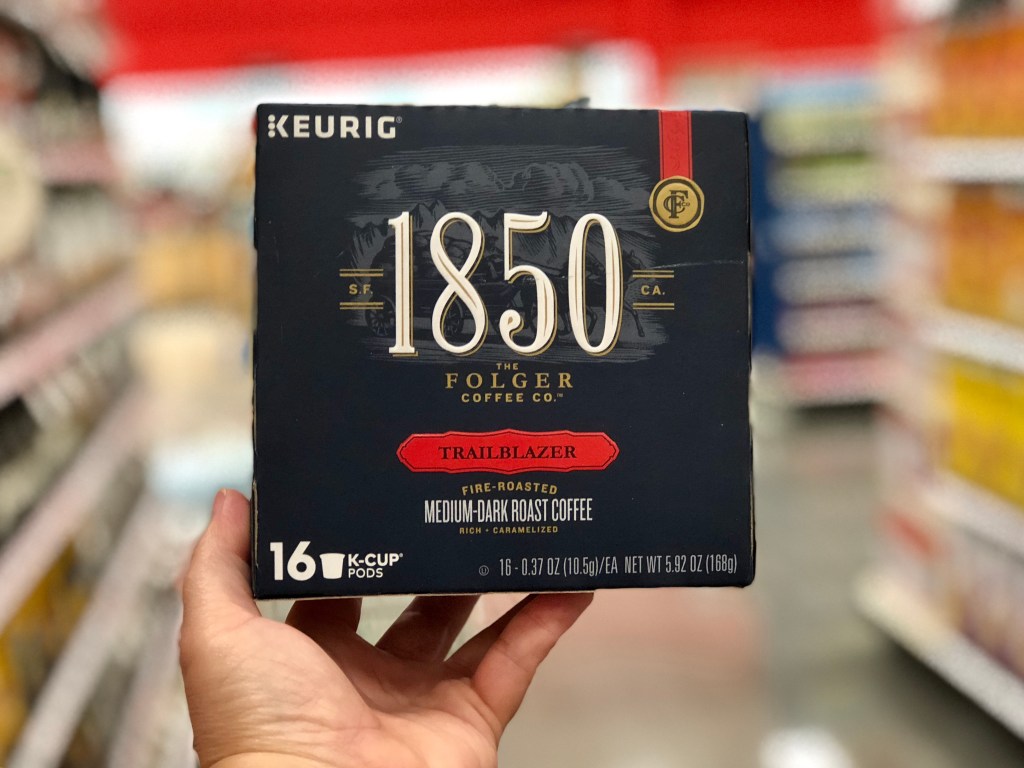 KEURIG®
1850
S.F. CA.
THE
FOLGER
COFFEE CO.™
TRAILBLAZER
FIRE-ROASTED
MEDIUM-DARK ROAST COFFEE
RICH • CARAMELIZED
16 K-CUP®
PODS
Ⓤ 16 - 0.37 OZ (10.5g)/EA NET WT 5.92 OZ (168g)